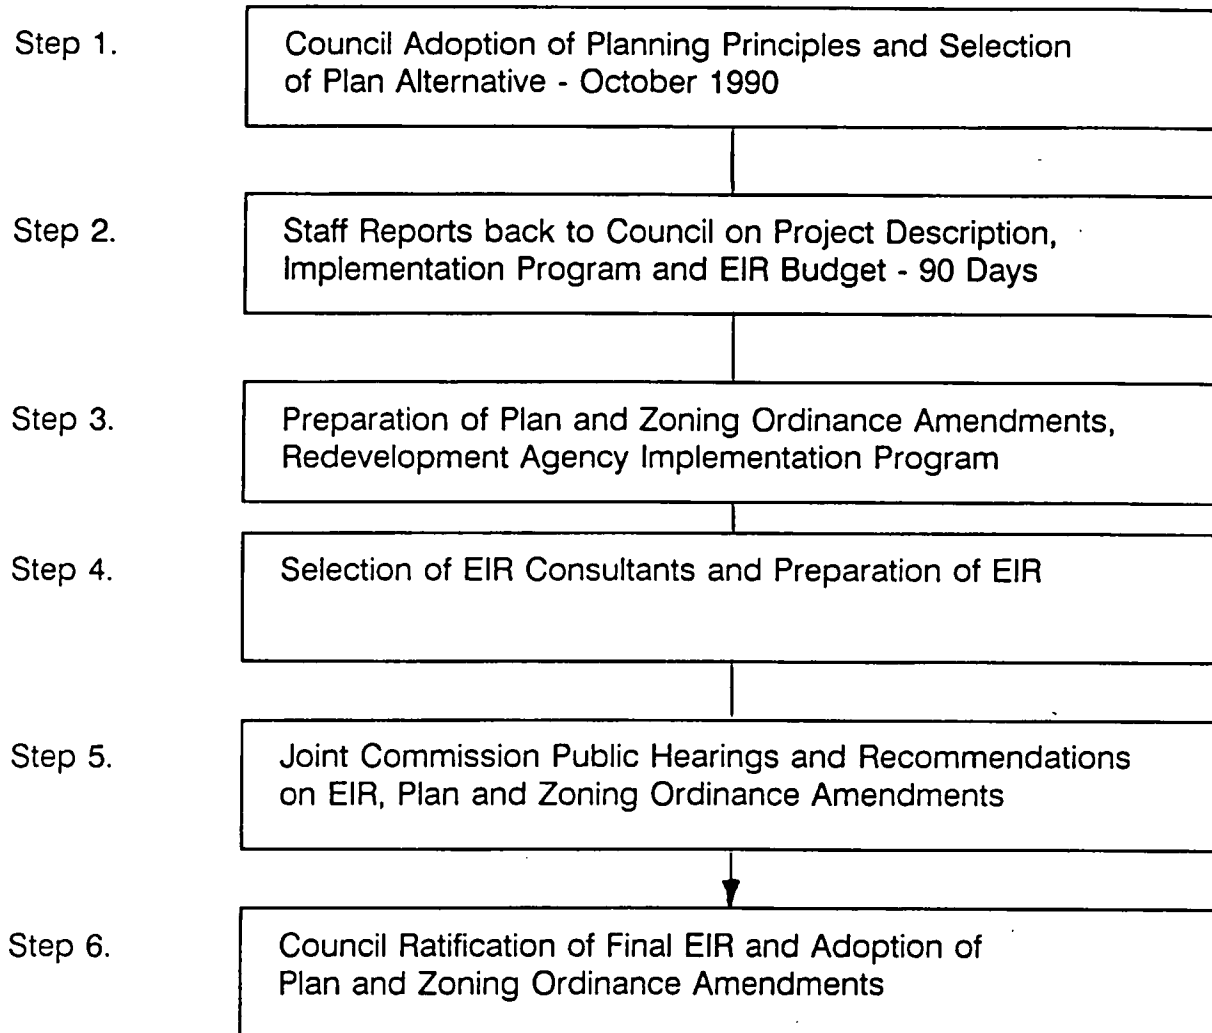 Step 1.
Council Adoption of Planning Principles and Selection
of Plan Alternative - October 1990
Step 2.
Staff Reports back to Council on Project Description,
Implementation Program and EIR Budget - 90 Days
Step 3.
Preparation of Plan and Zoning Ordinance Amendments,
Redevelopment Agency Implementation Program
Step 4.
Selection of EIR Consultants and Preparation of EIR
Step 5.
Joint Commission Public Hearings and Recommendations
on EIR, Plan and Zoning Ordinance Amendments
Step 6.
Council Ratification of Final EIR and Adoption of
Plan and Zoning Ordinance Amendments